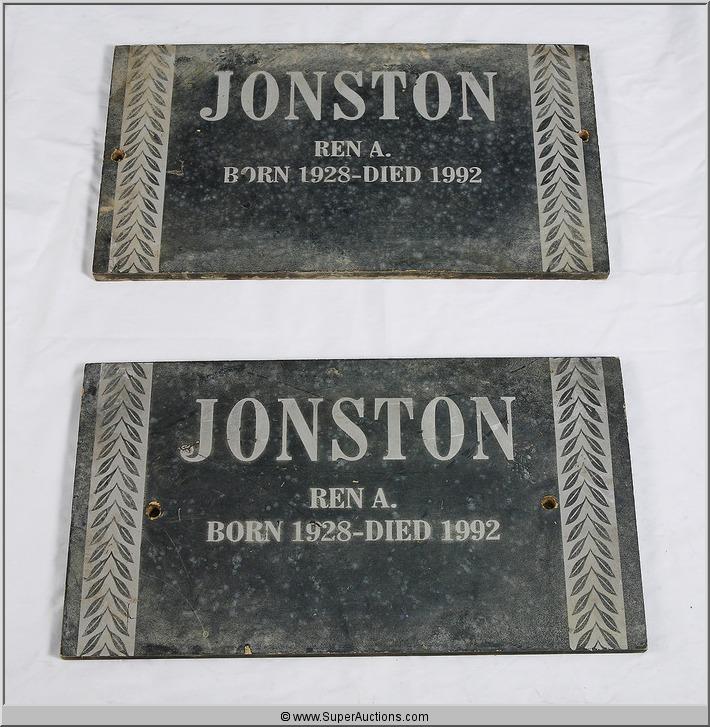 JONSTON
REN A.
BORN 1928-DIED 1992
JONSTON
REN A.
BORN 1928-DIED 1992
© www.SuperAuctions.com